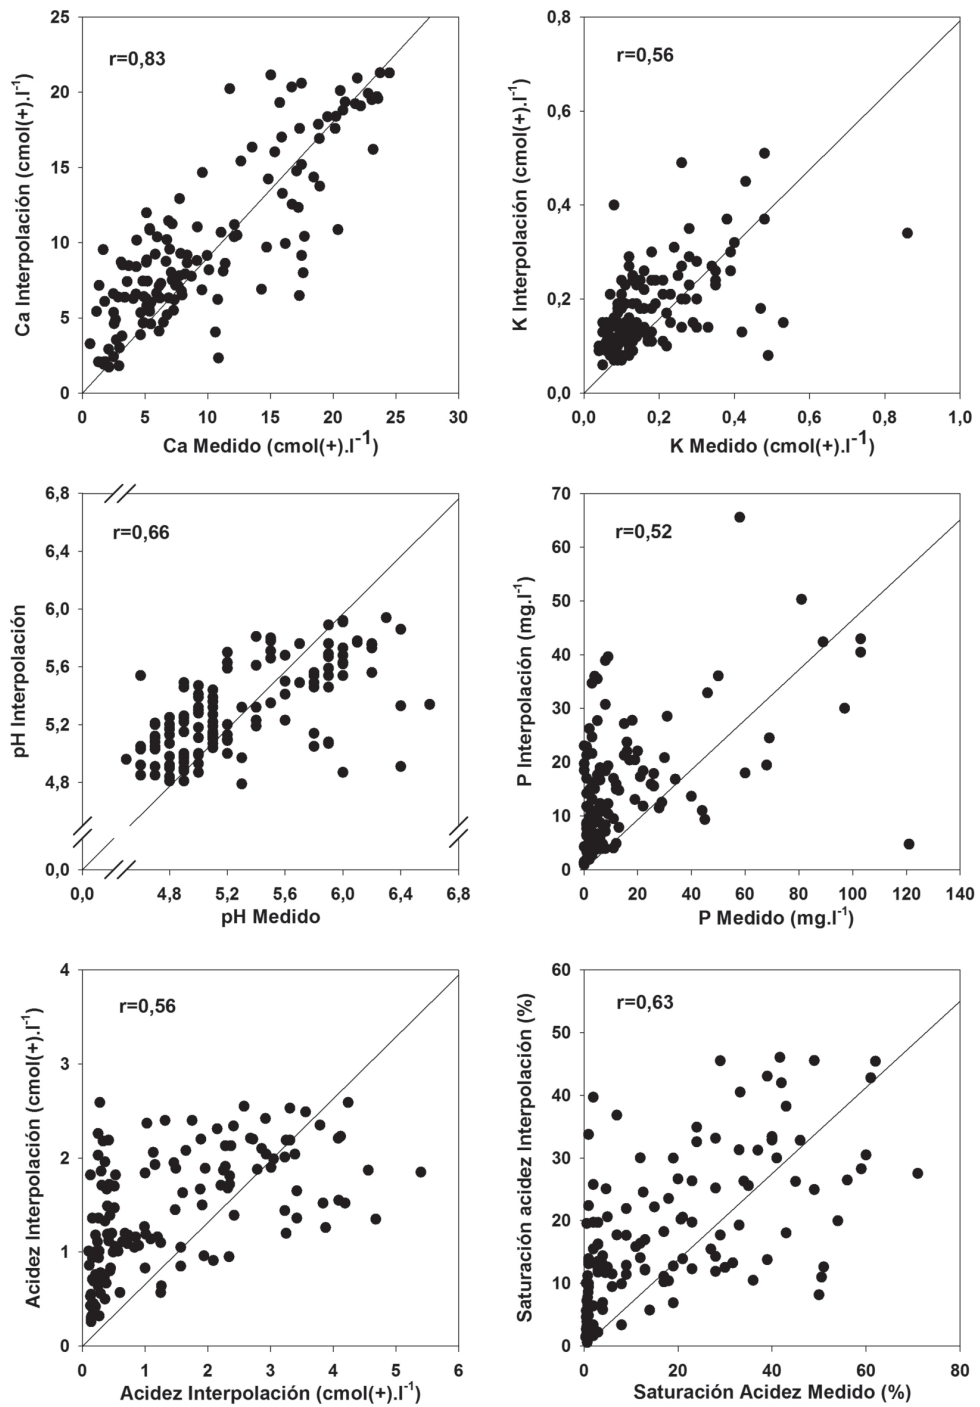 r=0,83
Ca Interpolación (cmol(+).l⁻¹)
25
20
15
10
5
0
0 5 10 15 20 25 30
Ca Medido (cmol(+).l⁻¹)
r=0,56
K Interpolación (cmol(+).l⁻¹)
0,8
0,6
0,4
0,2
0,0
0,0 0,2 0,4 0,6 0,8 1,0
K Medido (cmol(+).l⁻¹)
r=0,66
pH Interpolación
6,8
6,4
6,0
5,6
5,2
4,8
0,0
0,0 4,8 5,2 5,6 6,0 6,4 6,8
pH Medido
r=0,52
P Interpolación (mg.l⁻¹)
70
60
50
40
30
20
10
0
0 20 40 60 80 100 120 140
P Medido (mg.l⁻¹)
r=0,56
Acidez Interpolación (cmol(+).l⁻¹)
4
3
2
1
0
0 1 2 3 4 5 6
Acidez Interpolación (cmol(+).l⁻¹)
r=0,63
Saturación acidez Interpolación (%)
60
50
40
30
20
10
0
0 20 40 60 80
Saturación Acidez Medido (%)